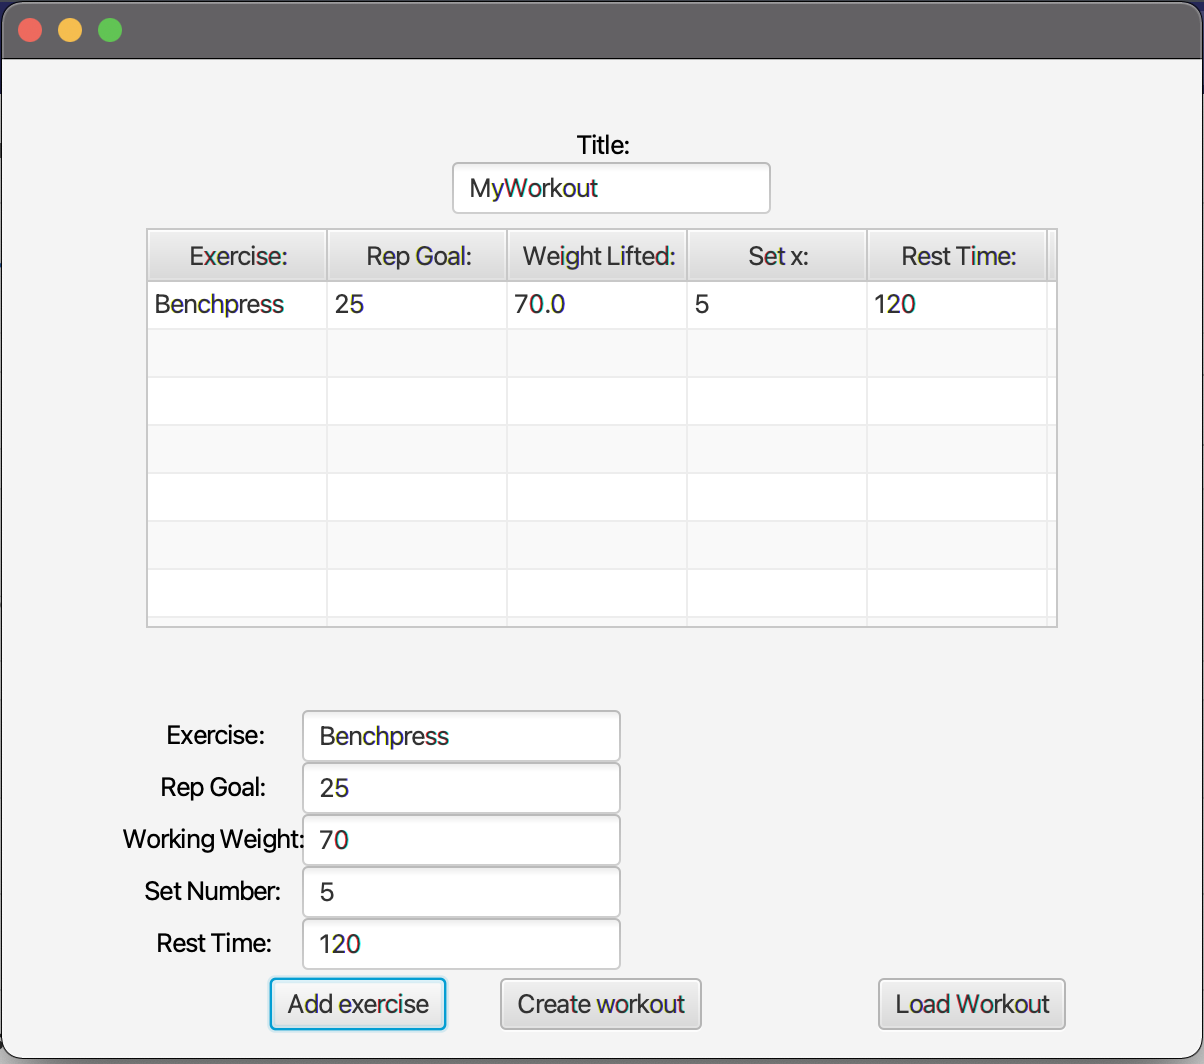 Title:
MyWorkout
Exercise: Rep Goal: Weight Lifted: Set x: Rest Time:
Benchpress 25 70.0 5 120
Exercise: Benchpress
Rep Goal: 25
Working Weight: 70
Set Number: 5
Rest Time: 120
Add exercise Create workout Load Workout